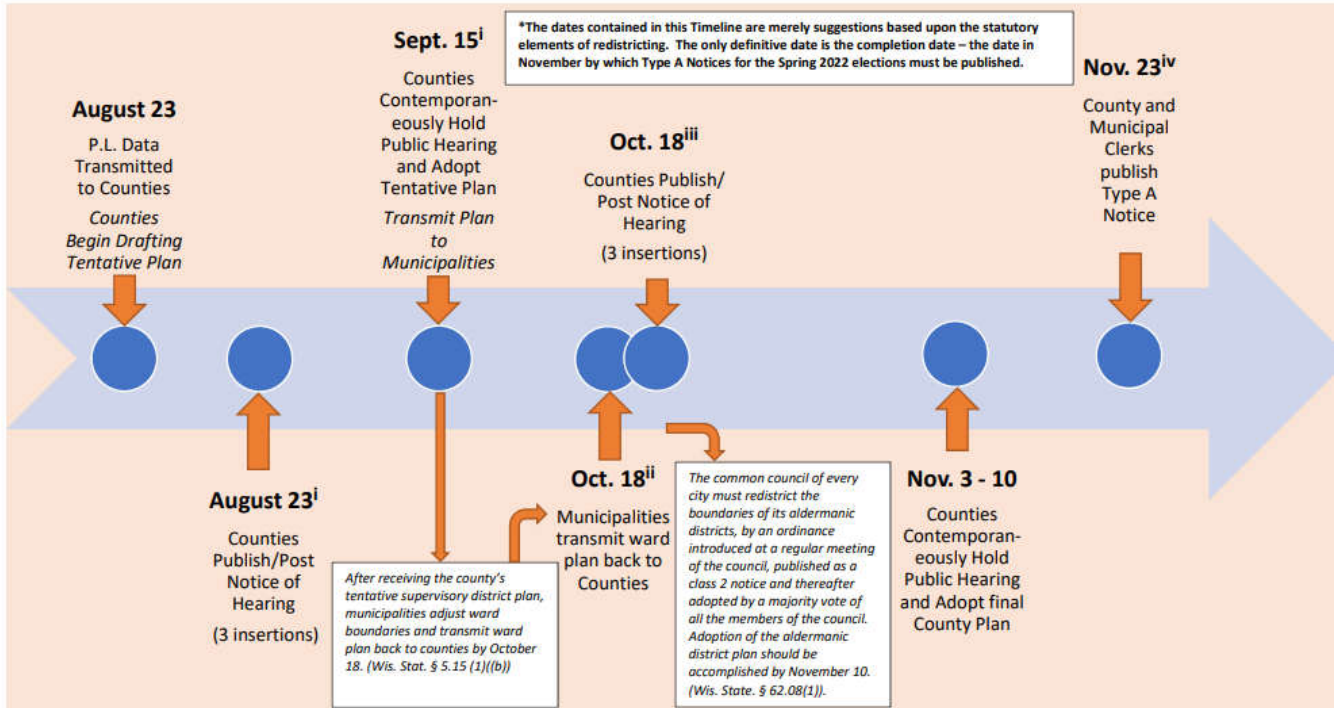 *The dates contained in this Timeline are merely suggestions based upon the statutory
elements of redistricting. The only definitive date is the completion date – the date in
November by which Type A Notices for the Spring 2022 elections must be published.
August 23
P.L. Data
Transmitted
to Counties
Counties
Begin Drafting
Tentative Plan
Sept. 15i
Counties
Contemporan-
eously Hold
Public Hearing
and Adopt
Tentative Plan
Transmit Plan
to
Municipalities
Oct. 18iii
Counties Publish/
Post Notice of
Hearing
(3 insertions)
Nov. 23iv
County and
Municipal
Clerks
publish
Type A
Notice
August 23i
Counties
Publish/Post
Notice of
Hearing
(3 insertions)
After receiving the county's
tentative supervisory district plan,
municipalities adjust ward
boundaries and transmit ward
plan back to counties by October
18. (Wis. Stat. § 5.15 (1)((b))
Oct. 18ii
Municipalities
transmit ward
plan back to
Counties
The common council of every
city must redistrict the
boundaries of its aldermanic
districts, by an ordinance
introduced at a regular meeting
of the council, published as a
class 2 notice and thereafter
adopted by a majority vote of
all the members of the council.
Adoption of the aldermanic
district plan should be
accomplished by November 10.
(Wis. State. § 62.08(1)).
Nov. 3 - 10
Counties
Contemporan-
eously Hold
Public Hearing
and Adopt final
County Plan